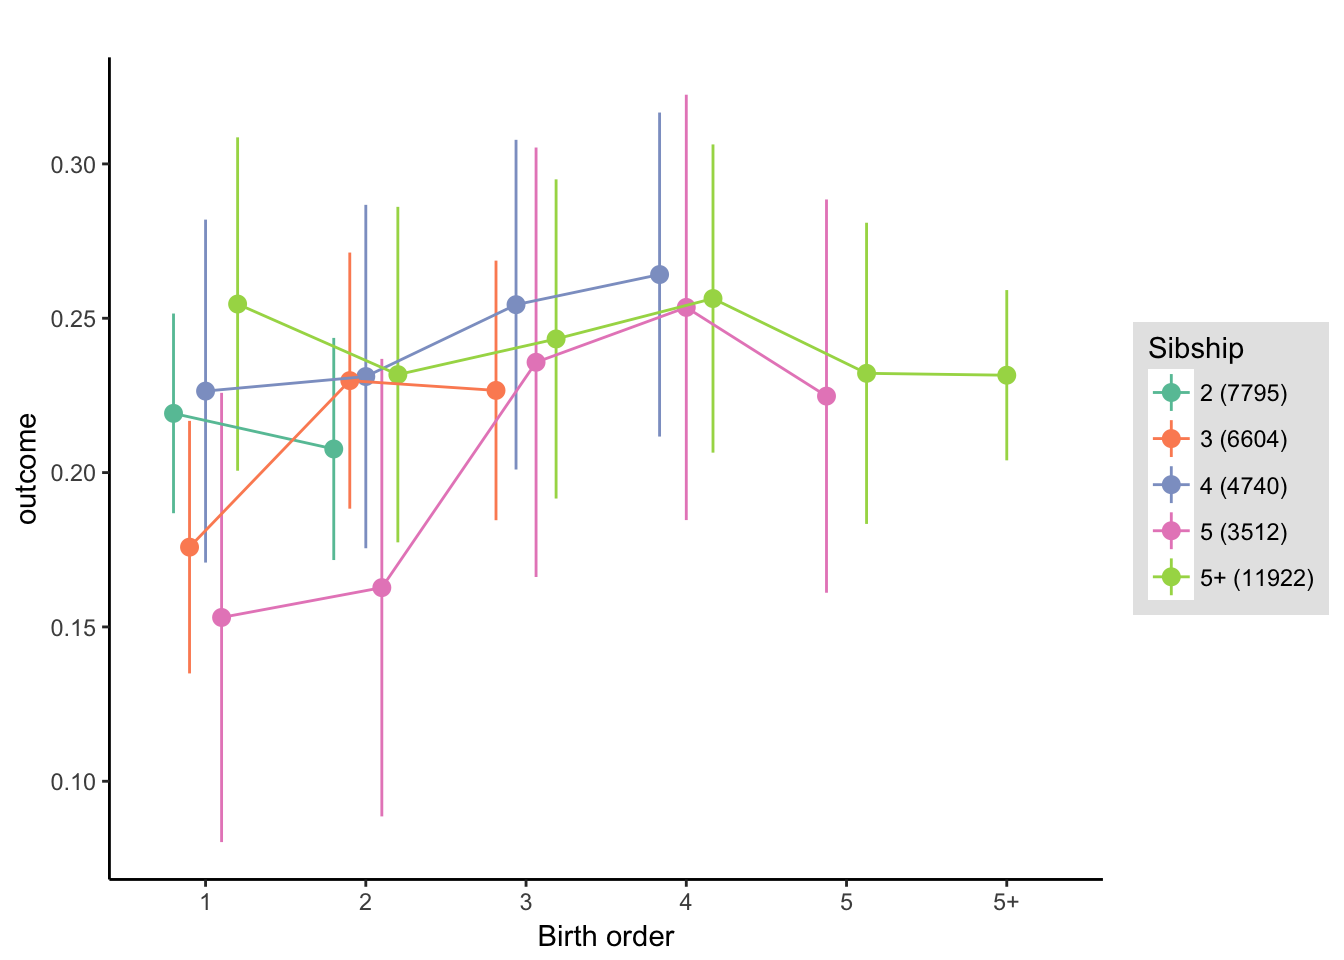 0.30
0.25
0.20
0.15
0.10
outcome
1 2 3 4 5 5+
Birth order
Sibship
2 (7795)
3 (6604)
4 (4740)
5 (3512)
5+ (11922)